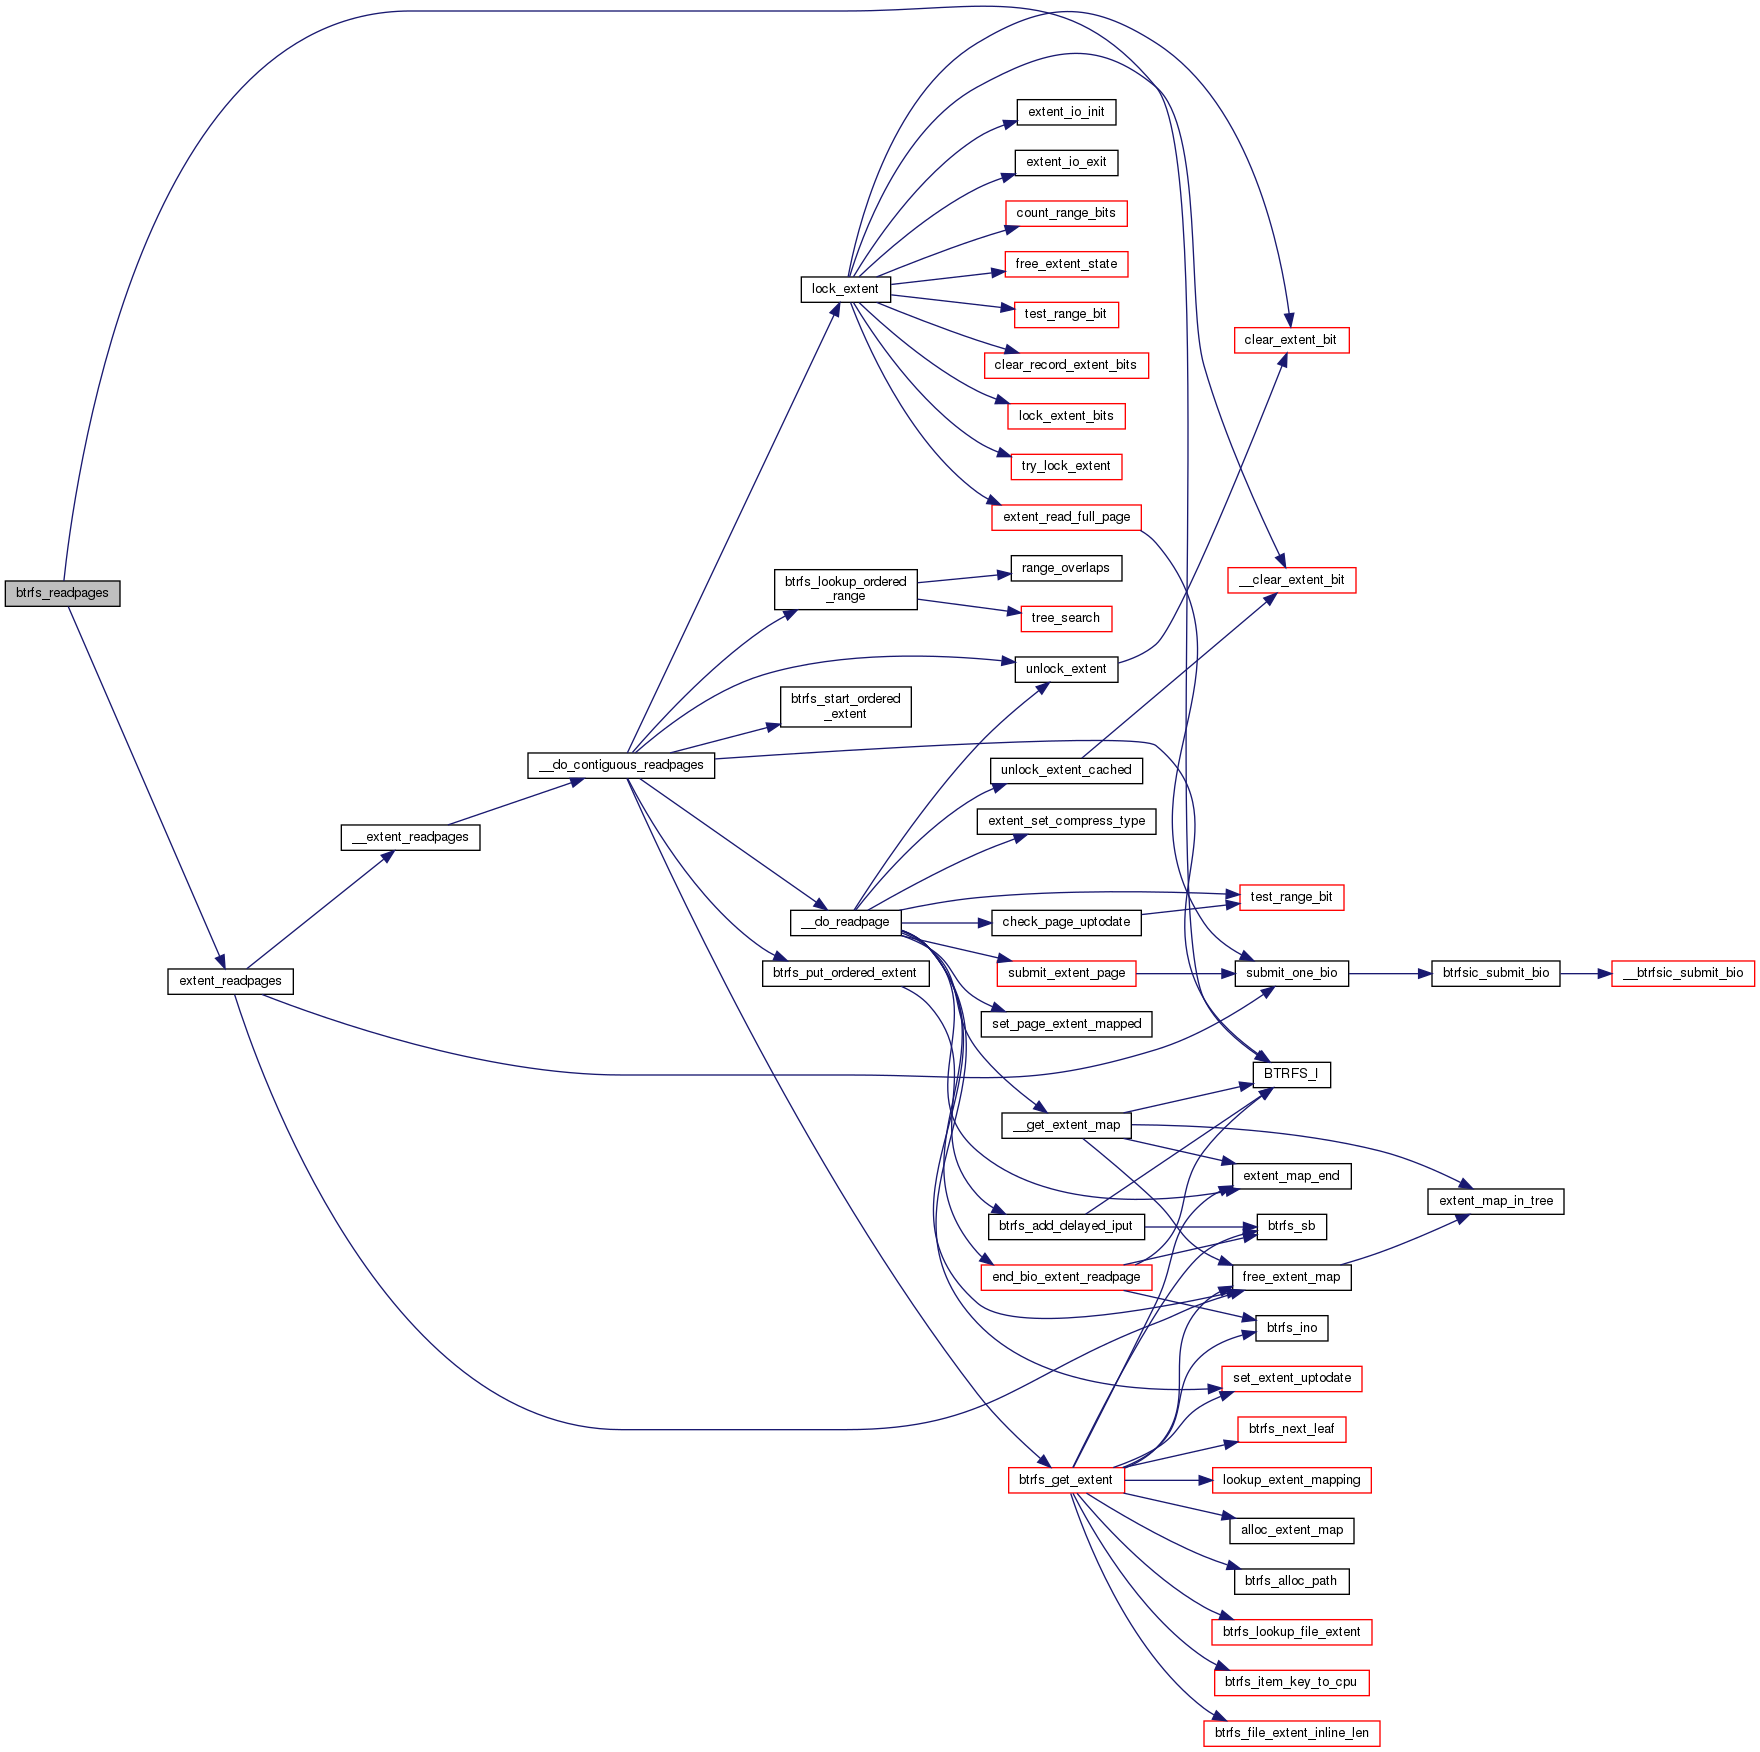 btrfs_readpages
extent_readpages
__extent_readpages
__do_contiguous_readpages
lock_extent
btrfs_lookup_ordered
_range
btrfs_start_ordered
_extent
__do_readpage
btrfs_put_ordered_extent
extent_io_init
extent_io_exit
count_range_bits
free_extent_state
test_range_bit
clear_record_extent_bits
lock_extent_bits
try_lock_extent
extent_read_full_page
range_overlaps
tree_search
unlock_extent
unlock_extent_cached
extent_set_compress_type
check_page_uptodate
submit_extent_page
set_page_extent_mapped
__get_extent_map
btrfs_add_delayed_iput
end_bio_extent_readpage
btrfs_get_extent
clear_extent_bit
__clear_extent_bit
test_range_bit
submit_one_bio
BTRFS_I
extent_map_end
btrfs_sb
free_extent_map
btrfs_ino
set_extent_uptodate
btrfs_next_leaf
lookup_extent_mapping
alloc_extent_map
btrfs_alloc_path
btrfs_lookup_file_extent
btrfs_item_key_to_cpu
btrfs_file_extent_inline_len
btrfsic_submit_bio
extent_map_in_tree
__btrfsic_submit_bio